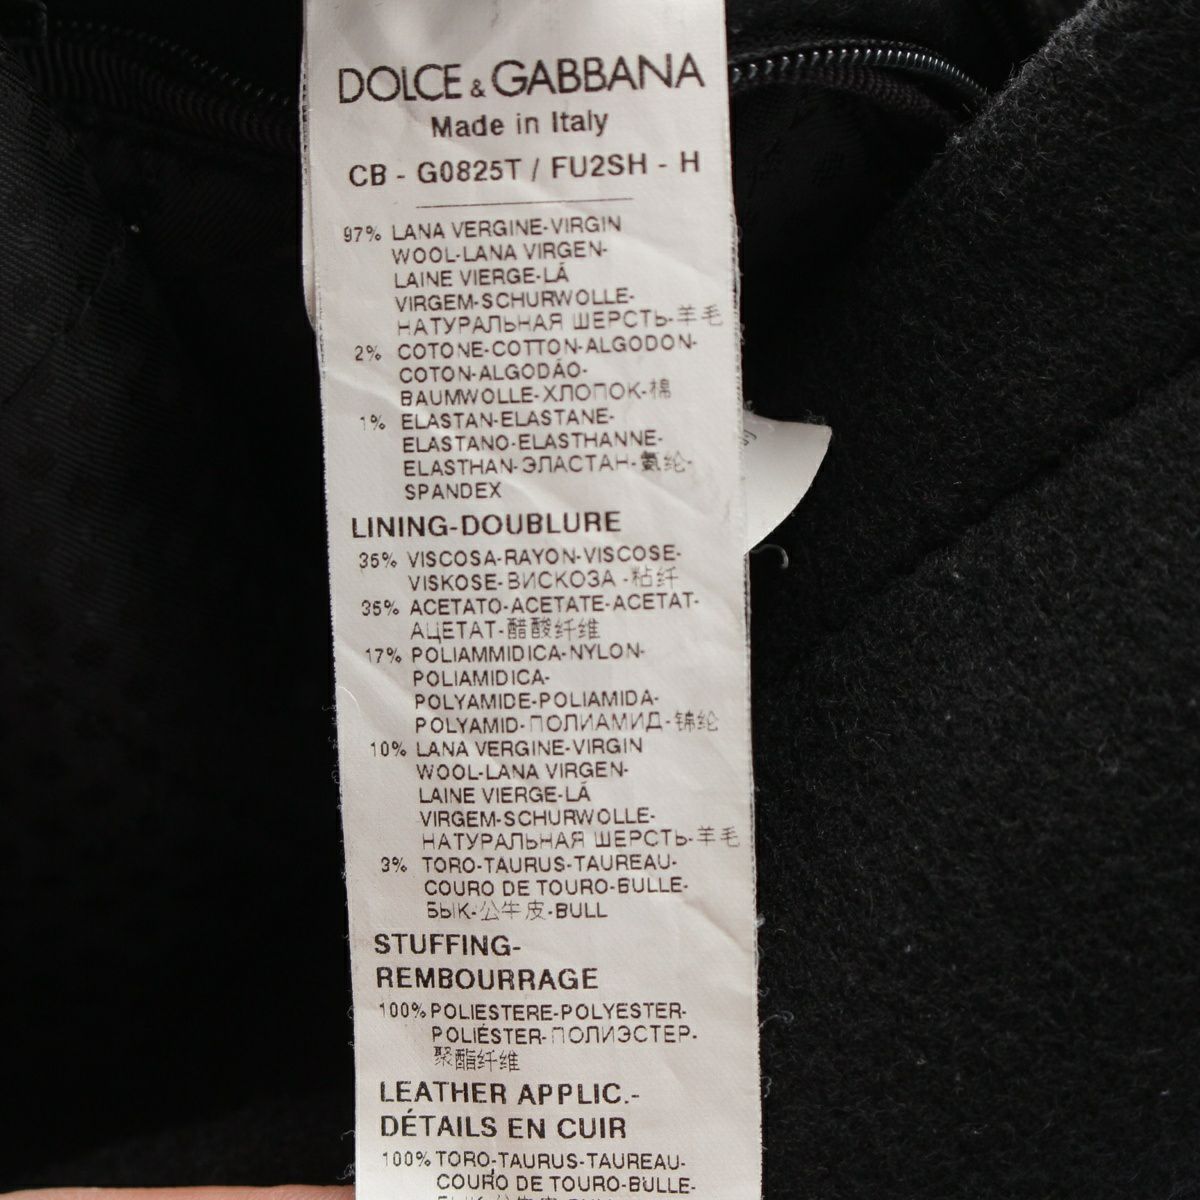 DOLCE & GABBANA
Made in Italy
CB - G0825T / FU2SH - H
97% LANA VERGINE-VIRGIN
WOOL-LANA VIRGEN-
LAINE VIERGE-LÁ
VIRGEM-SCHURWOLLE-
НАТУРАЛЬНАЯ ШЕРСТЬ-羊毛
2% COTONE-COTTON-ALGODON-
COTON-ALGODÁO-
BAUMWOLLE-ХЛОПОК-棉
1% ELASTAN-ELASTANE-
ELASTANO-ELASTHANNE-
ELASTHAN-ЭЛАСТАН-氨纶-
SPANDEX
LINING-DOUBLURE
35% VISCOSA-RAYON-VISCOSE-
VISKOSE-ВИСКОЗА -粘纤
35% ACETATO-ACETATE-ACETAT-
АЦЕТАТ-醋酸纤维
17% POLIAMMIDICA-NYLON-
POLIAMIDICA-
POLYAMIDE-POLIAMIDA-
POLYAMID-ПОЛИАМИД-锦纶
10% LANA VERGINE-VIRGIN
WOOL-LANA VIRGEN-
LAINE VIERGE-LÁ
VIRGEM-SCHURWOLLE-
НАТУРАЛЬНАЯ ШЕРСТЬ-羊毛
3% TORO-TAURUS-TAUREAU-
COURO DE TOURO-BULLE-
БЫК-公牛皮-BULL
STUFFING-
REMBOURRAGE
100% POLIESTERE-POLYESTER-
POLIÉSTER-ПОЛИЭСТЕР-
聚酯纤维
LEATHER APPLIC.-
DÉTAILS EN CUIR
100% TORO-TAURUS-TAUREAU-
COURO DE TOURO-BULLE-